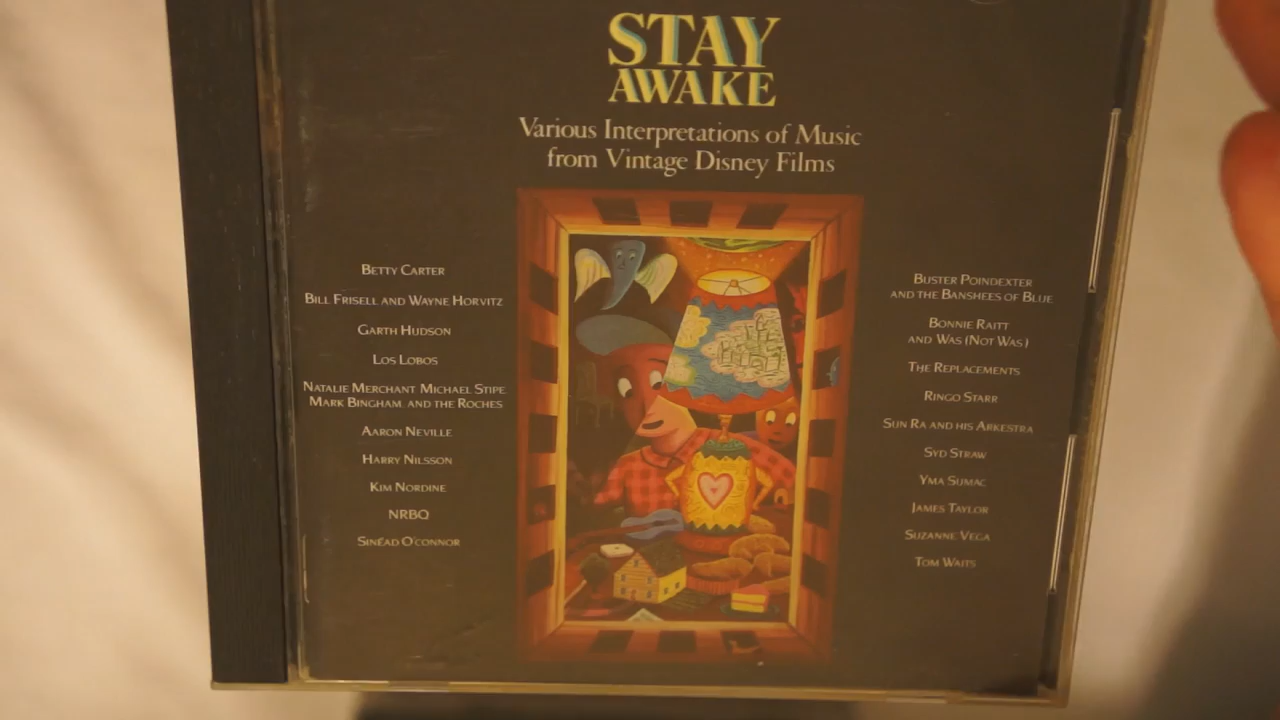 STAY
AWAKE
Various Interpretations of Music
from Vintage Disney Films
BETTY CARTER
BILL FRISELL AND WAYNE HORVITZ
GARTH HUDSON
LOS LOBOS
NATALIE MERCHANT, MICHAEL STIPE,
MARK BINGHAM, AND THE ROCHES
AARON NEVILLE
HARRY NILSSON
KEN NORDINE
NRBQ
SINÉAD O'CONNOR
BUSTER POINDEXTER
AND THE BANSHEES OF BLUE
BONNIE RAITT
AND WAS (NOT WAS)
THE REPLACEMENTS
RINGO STARR
SUN RA AND HIS ARKESTRA
SYD STRAW
YMA SUMAC
JAMES TAYLOR
SUZANNE VEGA
TOM WAITS